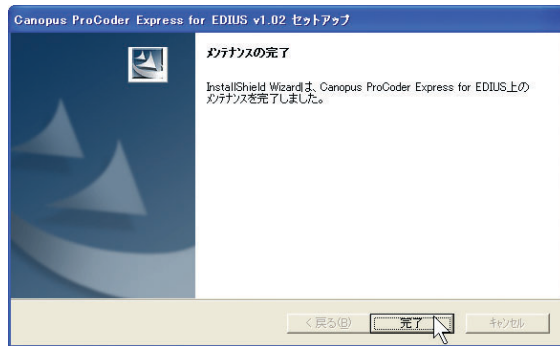 Canopus ProCoder Express for EDIUS v1.02 セットアップ
メンテナンスの完了
InstallShield Wizardは、Canopus ProCoder Express for EDIUS上の
メンテナンスを完了しました。
< 戻る(B)
完了
キャンセル